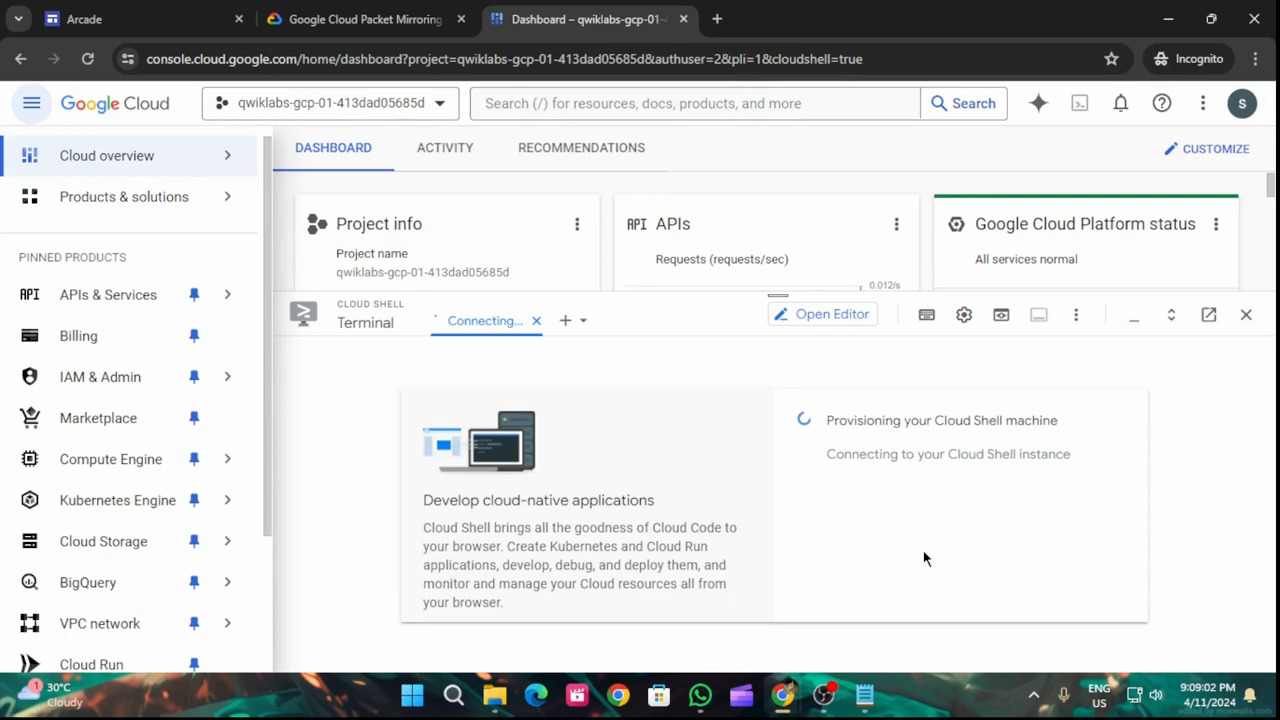 Arcade
Google Cloud Packet Mirroring
Dashboard – qwiklabs-gcp-01-
console.cloud.google.com/home/dashboard?project=qwiklabs-gcp-01-413dad05685d&authuser=2&pli=1&cloudshell=true
Incognito
Google Cloud
qwiklabs-gcp-01-413dad05685d
Search (/) for resources, docs, products, and more
Search
S
Cloud overview
Products & solutions
PINNED PRODUCTS
API APIs & Services
Billing
IAM & Admin
Marketplace
Compute Engine
Kubernetes Engine
Cloud Storage
BigQuery
VPC network
Cloud Run
DASHBOARD
ACTIVITY
RECOMMENDATIONS
CUSTOMIZE
Project info
Project name
qwiklabs-gcp-01-413dad05685d
API APIs
Requests (requests/sec)
0.012/s
Google Cloud Platform status
All services normal
CLOUD SHELL
Terminal
Connecting...
Open Editor
Develop cloud-native applications
Cloud Shell brings all the goodness of Cloud Code to
your browser. Create Kubernetes and Cloud Run
applications, develop, debug, and deploy them, and
monitor and manage your Cloud resources all from
your browser.
Provisioning your Cloud Shell machine
Connecting to your Cloud Shell instance
1
30°C
Cloudy
ENG
US
9:09:02 PM
4/11/2024